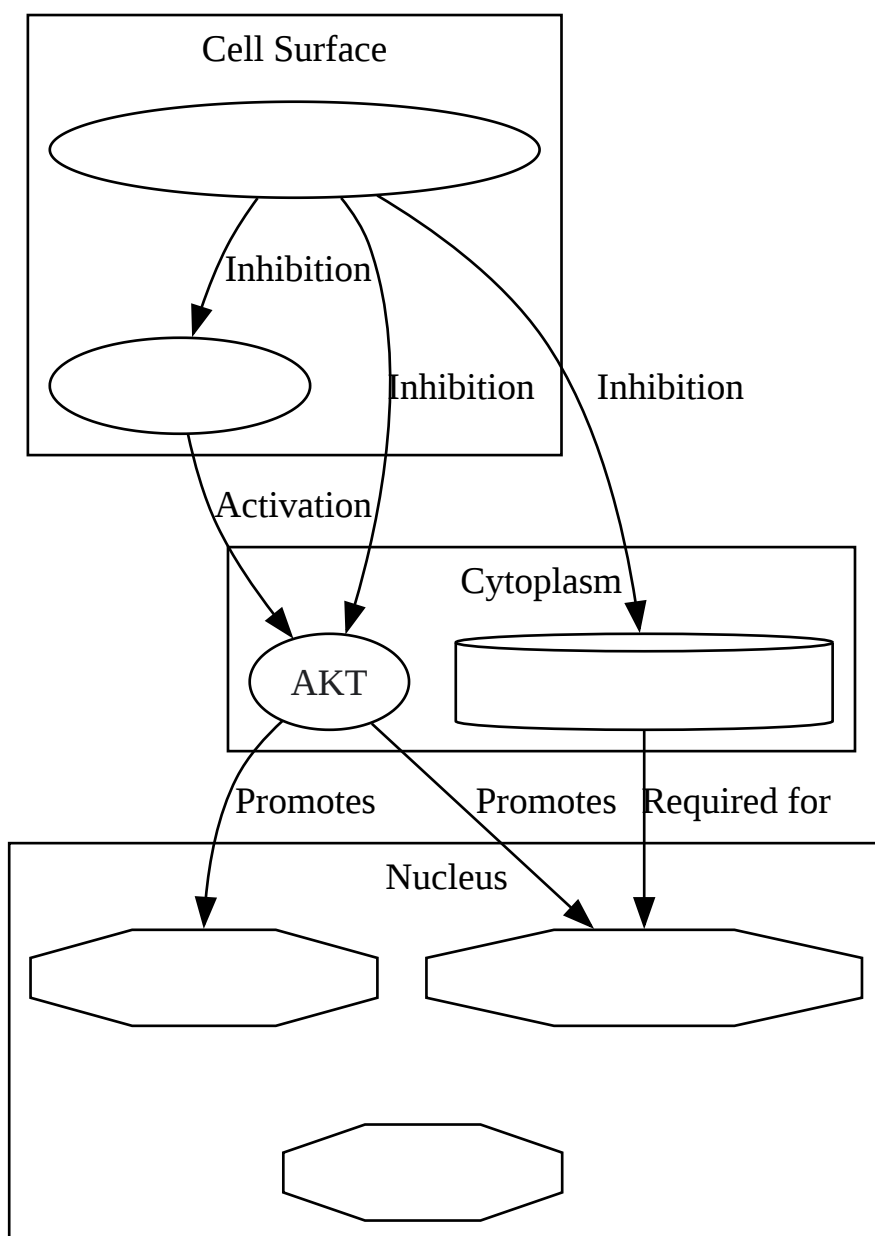 Cell Surface
Inhibition
Inhibition
Inhibition
Activation
Cytoplasm
AKT
Promotes
Promotes
Required for
Nucleus